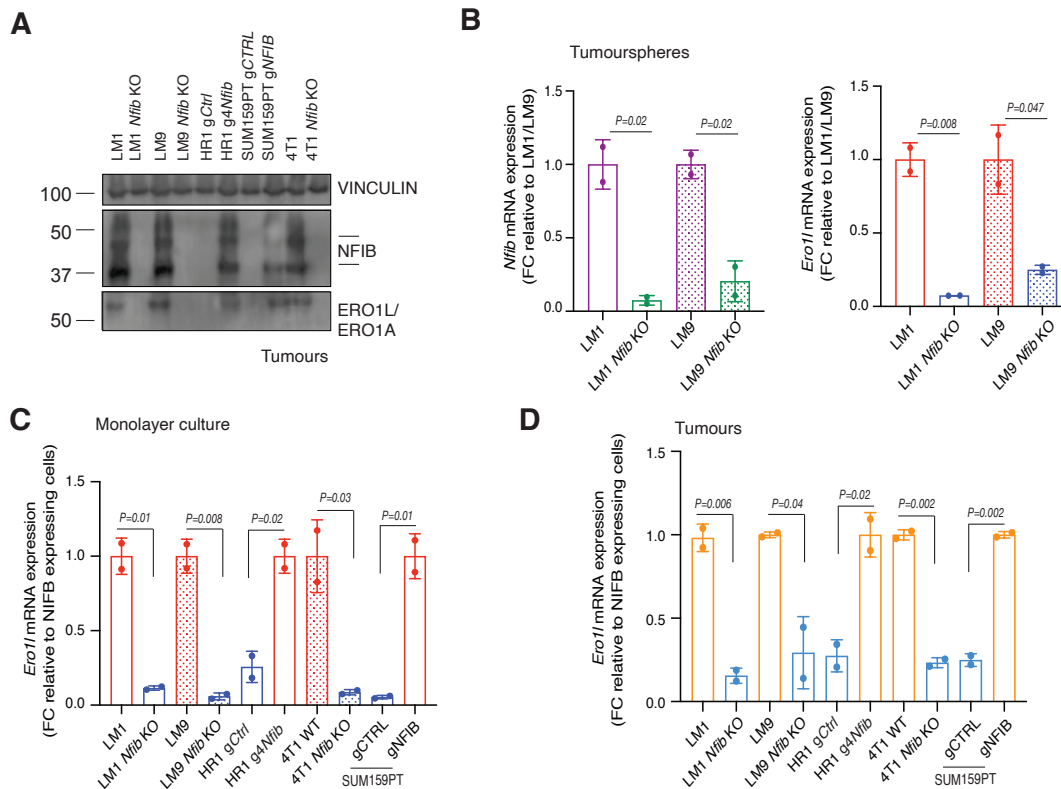 A
LM1
LM1 Nfib KO
LM9
LM9 Nfib KO
HR1 gCtrl
HR1 g4Nfib
SUM159PT gCTRL
SUM159PT gNFIB
4T1
4T1 Nfib KO
100
VINCULIN
50
NFIB
37
50
ERO1L/
ERO1A
Tumours
B
Tumourspheres
Nfib mRNA expression
(FC relative to LM1/LM9)
1.5
1.0
0.5
0.0
P=0.02
P=0.02
LM1
LM1 Nfib KO
LM9
LM9 Nfib KO
Ero1l mRNA expression
(FC relative to LM1/LM9)
1.5
1.0
0.5
0.0
P=0.008
P=0.047
LM1
LM1 Nfib KO
LM9
LM9 Nfib KO
C
Monolayer culture
Ero1l mRNA expression
(FC relative to NIFB expressing cells)
1.5
1.0
0.5
0.0
P=0.01
P=0.008
P=0.02
P=0.03
P=0.01
LM1
LM1 Nfib KO
LM9
LM9 Nfib KO
HR1 gCtrl
HR1 g4Nfib
4T1 WT
4T1 Nfib KO
gCTRL
gNFIB
SUM159PT
D
Tumours
Ero1l mRNA expression
(FC relative to NIFB expressing cells)
1.5
1.0
0.5
0.0
P=0.006
P=0.04
P=0.02
P=0.002
P=0.002
LM1
LM1 Nfib KO
LM9
LM9 Nfib KO
HR1 gCtrl
HR1 g4Nfib
4T1 WT
4T1 Nfib KO
gCTRL
gNFIB
SUM159PT